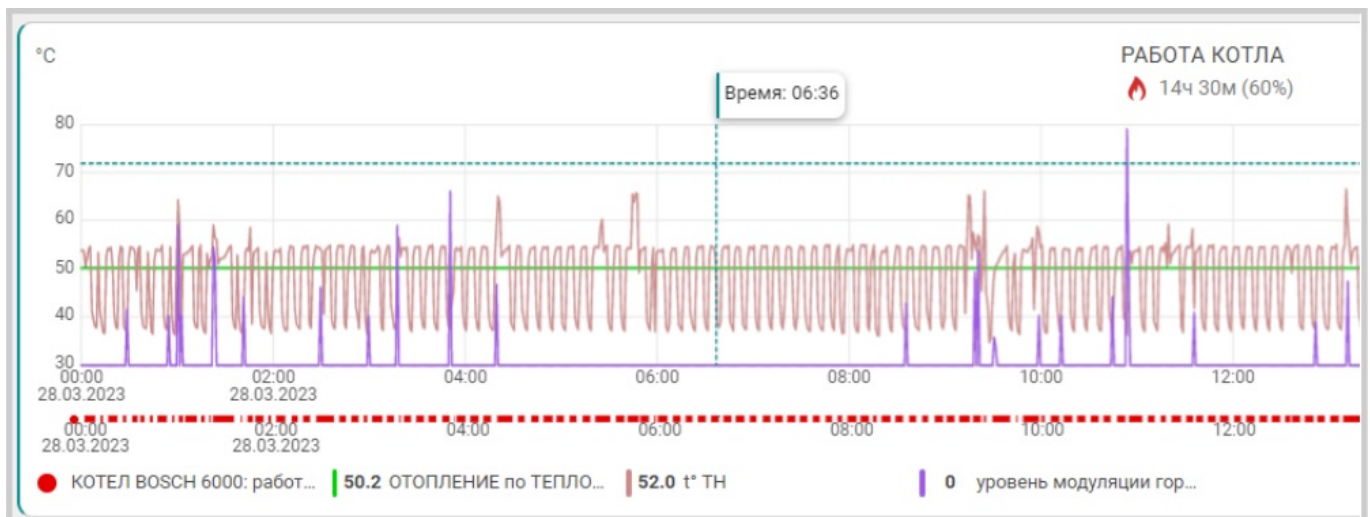 °C
РАБОТА КОТЛА
14ч 30м (60%)
Время: 06:36
80
70
60
50
40
30
00:00 02:00 04:00 06:00 08:00 10:00 12:00
28.03.2023 28.03.2023
00:00 02:00 04:00 06:00 08:00 10:00 12:00
28.03.2023 28.03.2023
КОТЕЛ BOSCH 6000: работ... 50.2 ОТОПЛЕНИЕ по ТЕПЛО... 52.0 t° ТН 0 уровень модуляции гор...